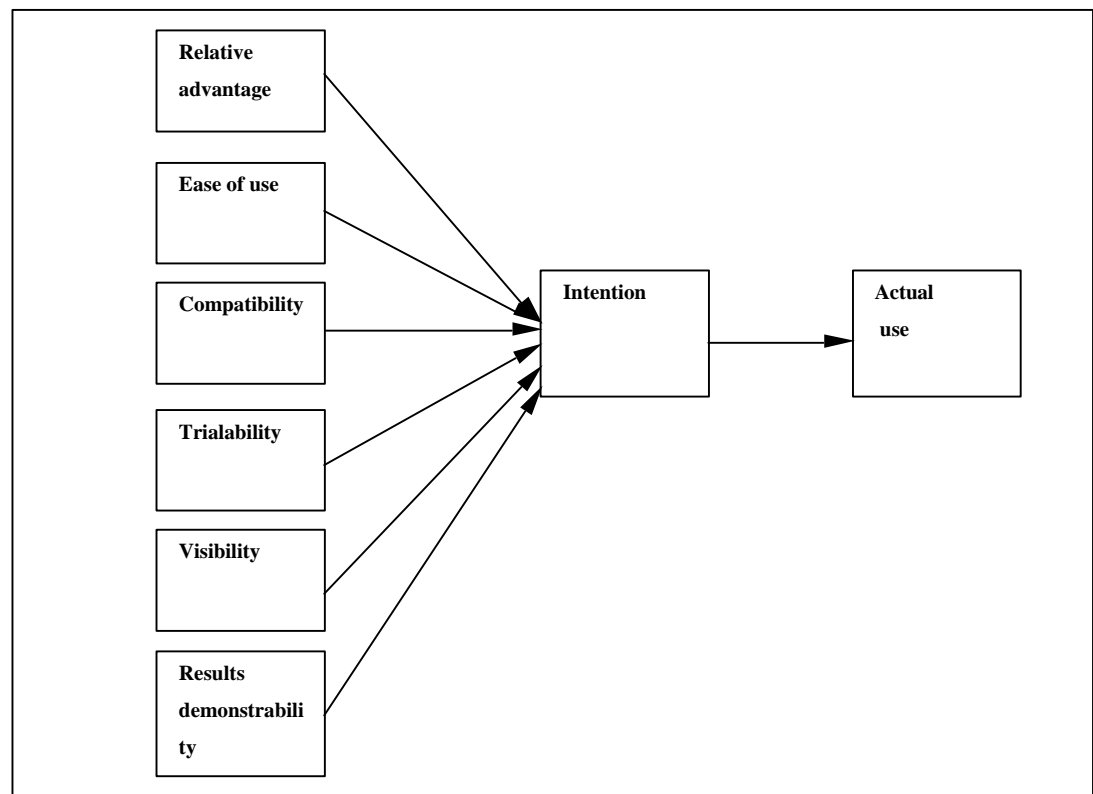 Relative
advantage
Ease of use
Compatibility
Intention
Actual
use
Trialability
Visibility
Results
demonstrabili
ty